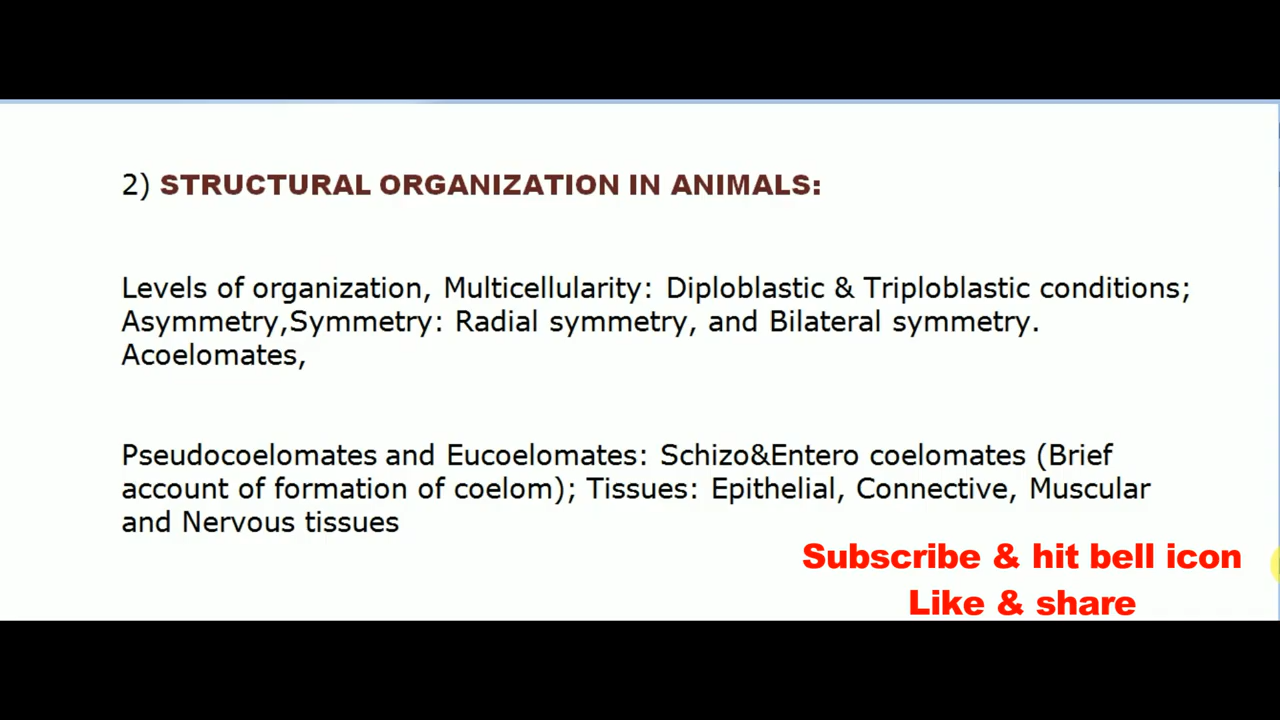 2) STRUCTURAL ORGANIZATION IN ANIMALS:
Levels of organization, Multicellularity: Diploblastic & Triploblastic conditions;
Asymmetry,Symmetry: Radial symmetry, and Bilateral symmetry.
Acoelomates,
Pseudocoelomates and Eucoelomates: Schizo&Entero coelomates (Brief
account of formation of coelom); Tissues: Epithelial, Connective, Muscular
and Nervous tissues
Subscribe & hit bell icon
Like & share